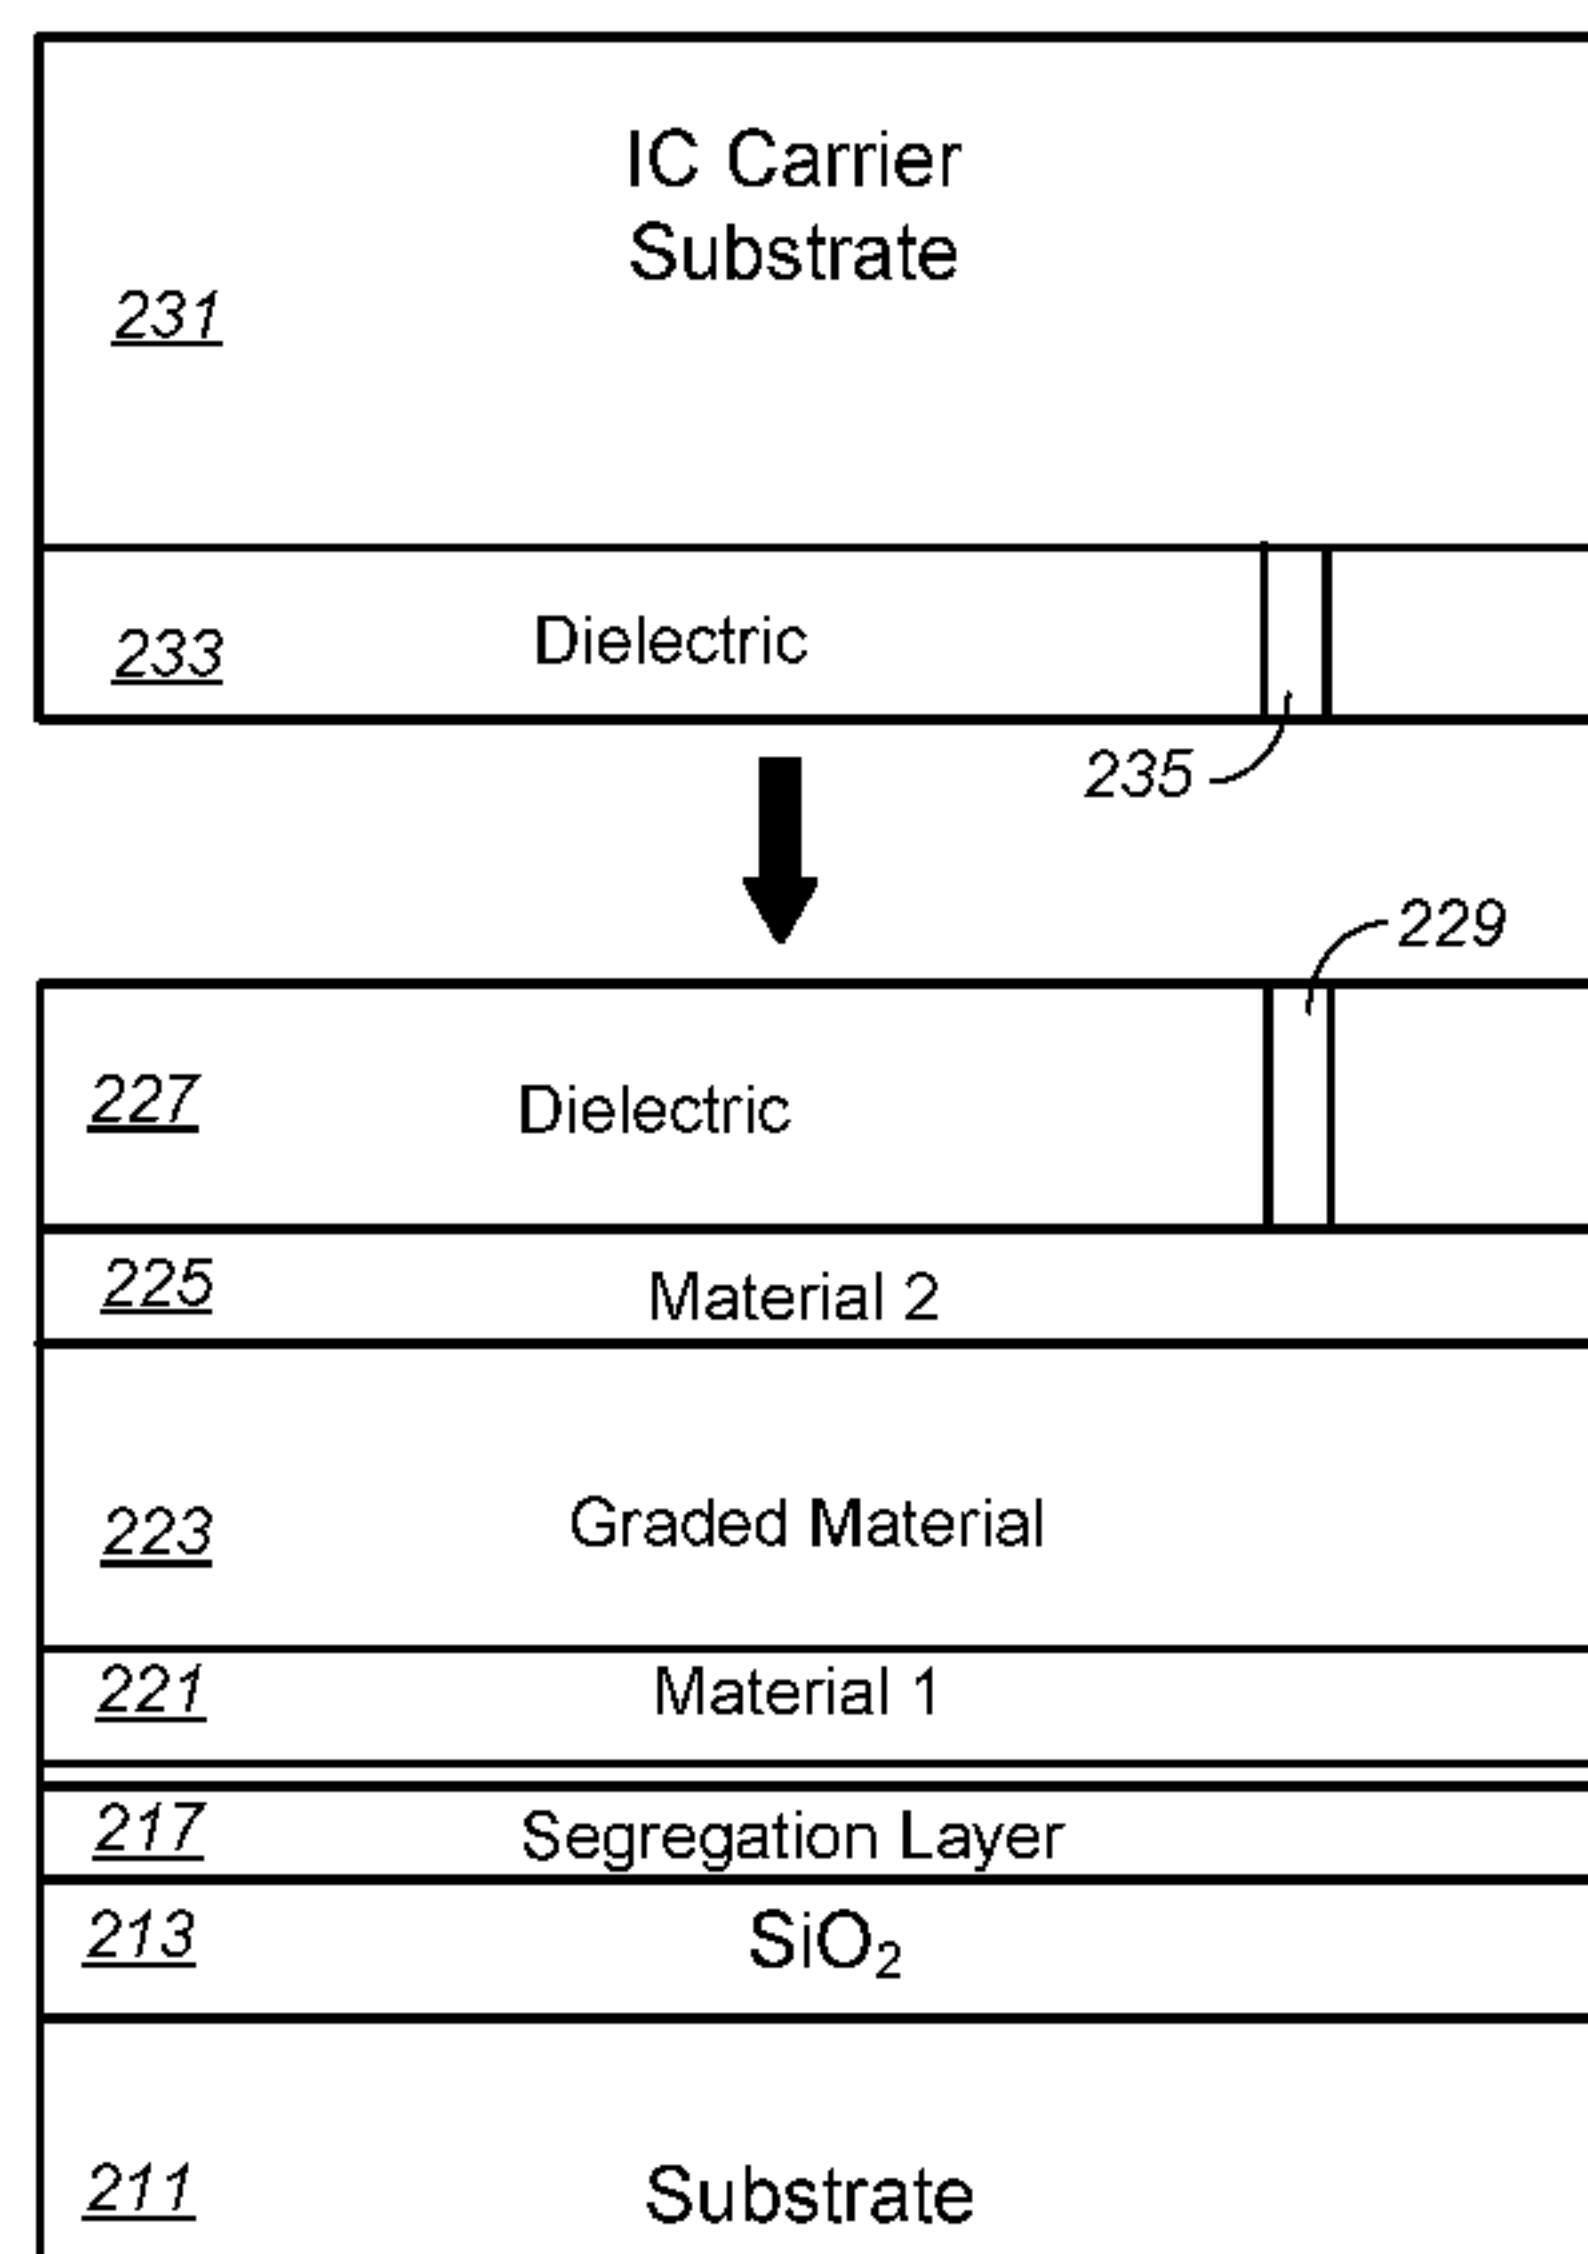 IC Carrier
Substrate
231
233 Dielectric
235
229
227 Dielectric
225 Material 2
223 Graded Material
221 Material 1
217 Segregation Layer
213 SiO₂
211 Substrate